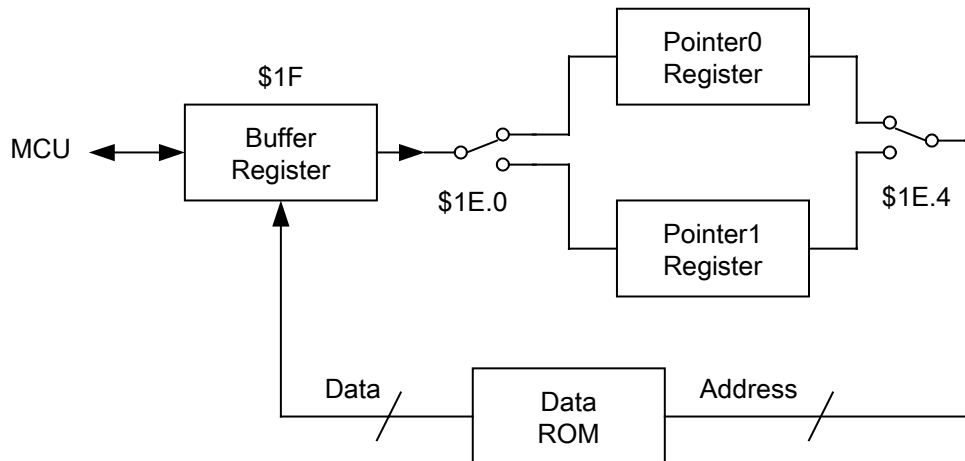 Pointer0
Register
$1F
MCU
Buffer
Register
$1E.0
$1E.4
Pointer1
Register
Data
Data
ROM
Address